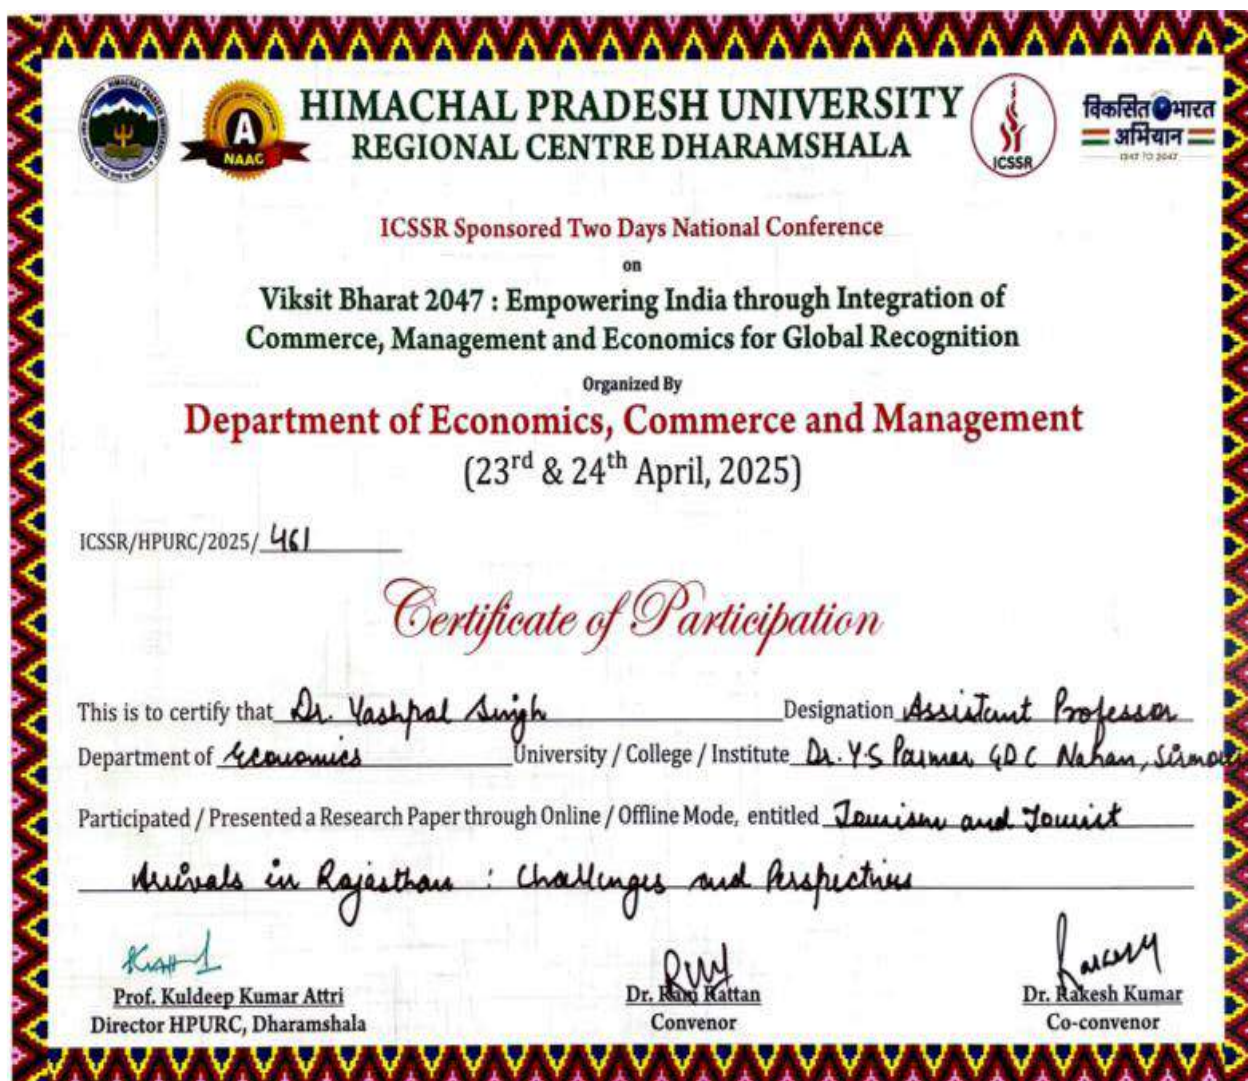 HIMACHAL PRADESH UNIVERSITY
REGIONAL CENTRE DHARAMSHALA
A
NAAC
ICSSR
विकसित भारत
अभियान
1947 TO 2047
ICSSR Sponsored Two Days National Conference
on
Viksit Bharat 2047 : Empowering India through Integration of
Commerce, Management and Economics for Global Recognition
Organized By
Department of Economics, Commerce and Management
(23rd & 24th April, 2025)
ICSSR/HPURC/2025/ 461
Certificate of Participation
This is to certify that Dr. Yashpal Singh Designation Assistant Professor
Department of Economics University / College / Institute Dr. Y.S Parmar GDC Nahan, Sirmour
Participated / Presented a Research Paper through Online / Offline Mode, entitled Tourism and Tourist
Arrivals in Rajasthan : Challenges and Perspectives
Prof. Kuldeep Kumar Attri
Director HPURC, Dharamshala
Dr. Ram Rattan
Convenor
Dr. Rakesh Kumar
Co-convenor